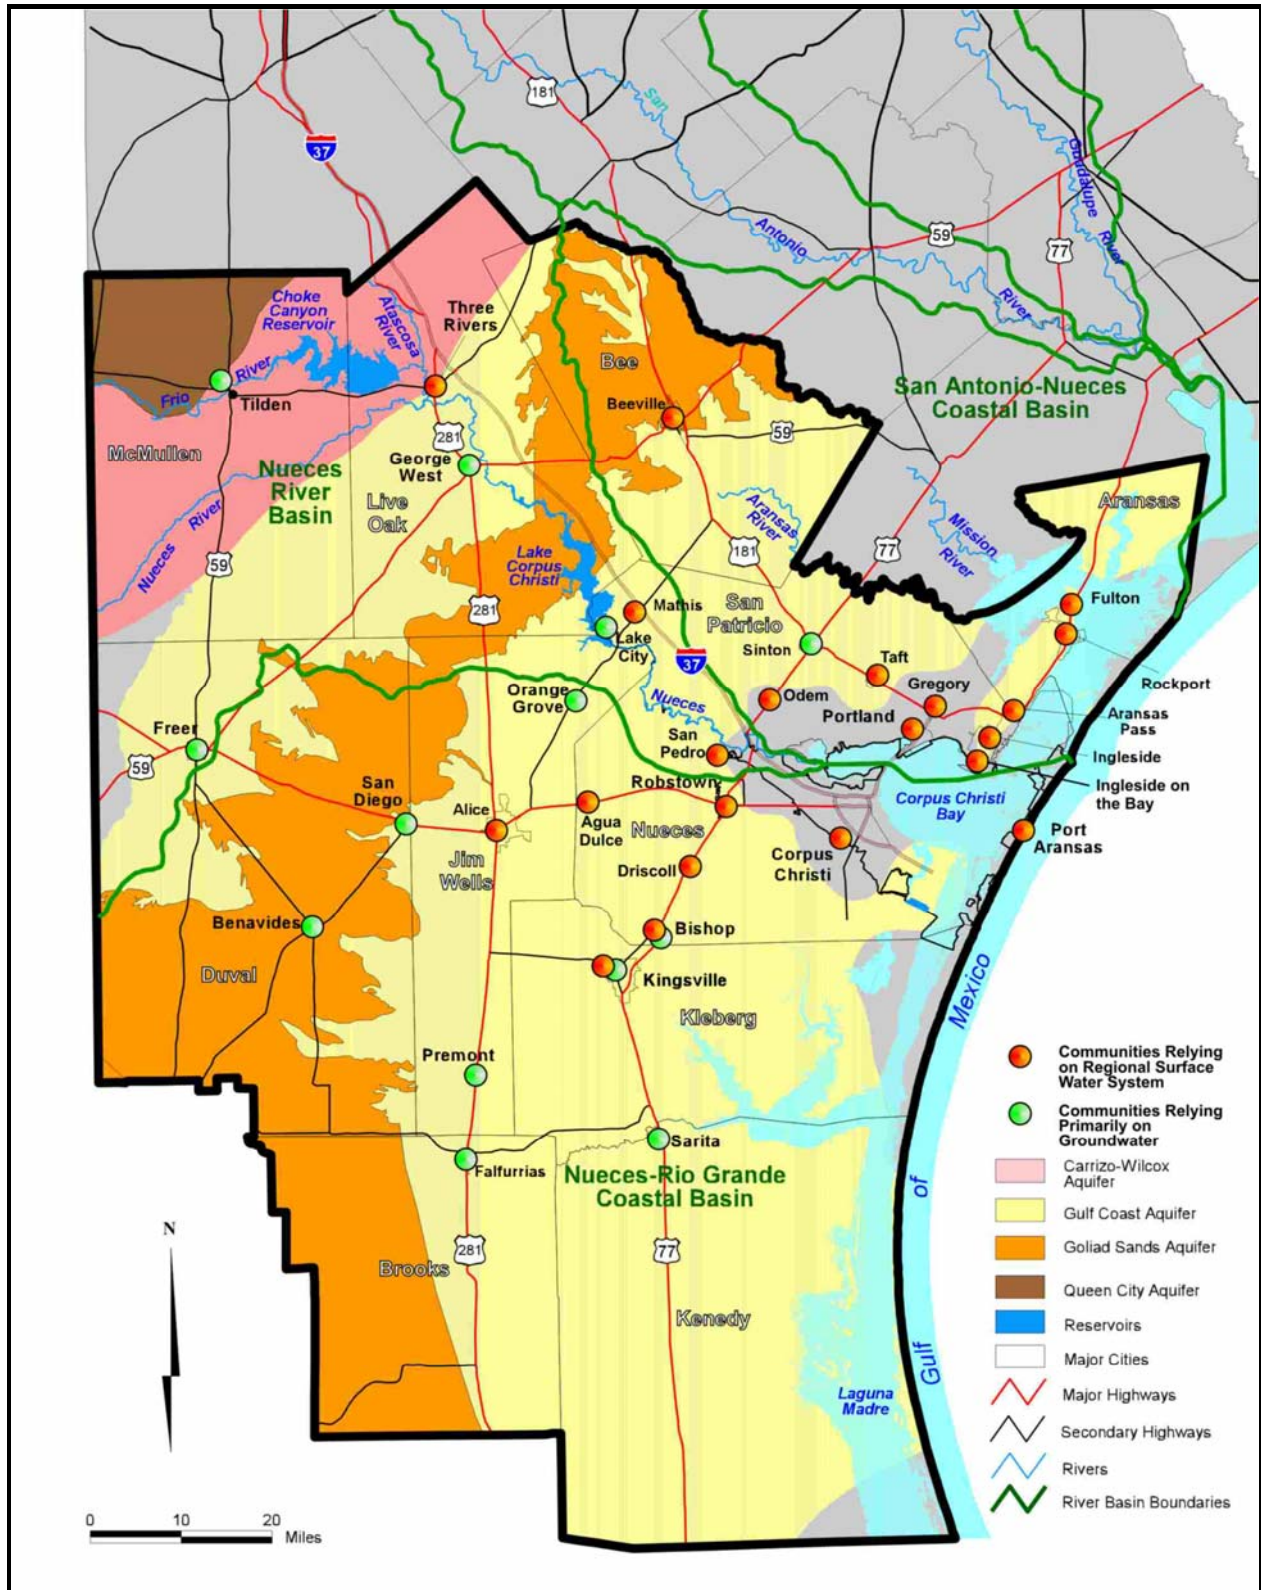 181
San
37
Guadalupe
River
59
77
Antonio
River
Choke
Canyon
Reservoir
Atascosa
River
Three
Rivers
Bee
River
Frio
Tilden
San Antonio-Nueces
Coastal Basin
Beeville
McMullen
281
59
George
West
Nueces
River
Basin
Live
Oak
Aransas
Aransas
River
Nueces
River
Mission
River
59
Lake
Corpus
Christi
181
77
281
Mathis
San
Patricio
Fulton
Lake
City
Sinton
37
Taft
Rockport
Orange
Grove
Nueces
Odem
Gregory
Portland
Aransas
Pass
Freer
San
Pedro
Ingleside
59
Robstown
Ingleside on
the Bay
San
Diego
Alice
Corpus Christi
Bay
Agua
Dulce
Nueces
Port
Aransas
Jim
Wells
Driscoll
Corpus
Christi
Benavides
Bishop
Duval
Kingsville
Kleberg
Mexico
Premont
Communities Relying
on Regional Surface
Water System
Communities Relying
Primarily on
Groundwater
Sarita
Falfurrias
Nueces-Rio Grande
Coastal Basin
of
Carrizo-Wilcox
Aquifer
Gulf Coast Aquifer
N
281
77
Goliad Sands Aquifer
Brooks
Queen City Aquifer
Kenedy
Reservoirs
Gulf
Major Cities
Laguna
Madre
Major Highways
Secondary Highways
Rivers
River Basin Boundaries
0 10 20
Miles